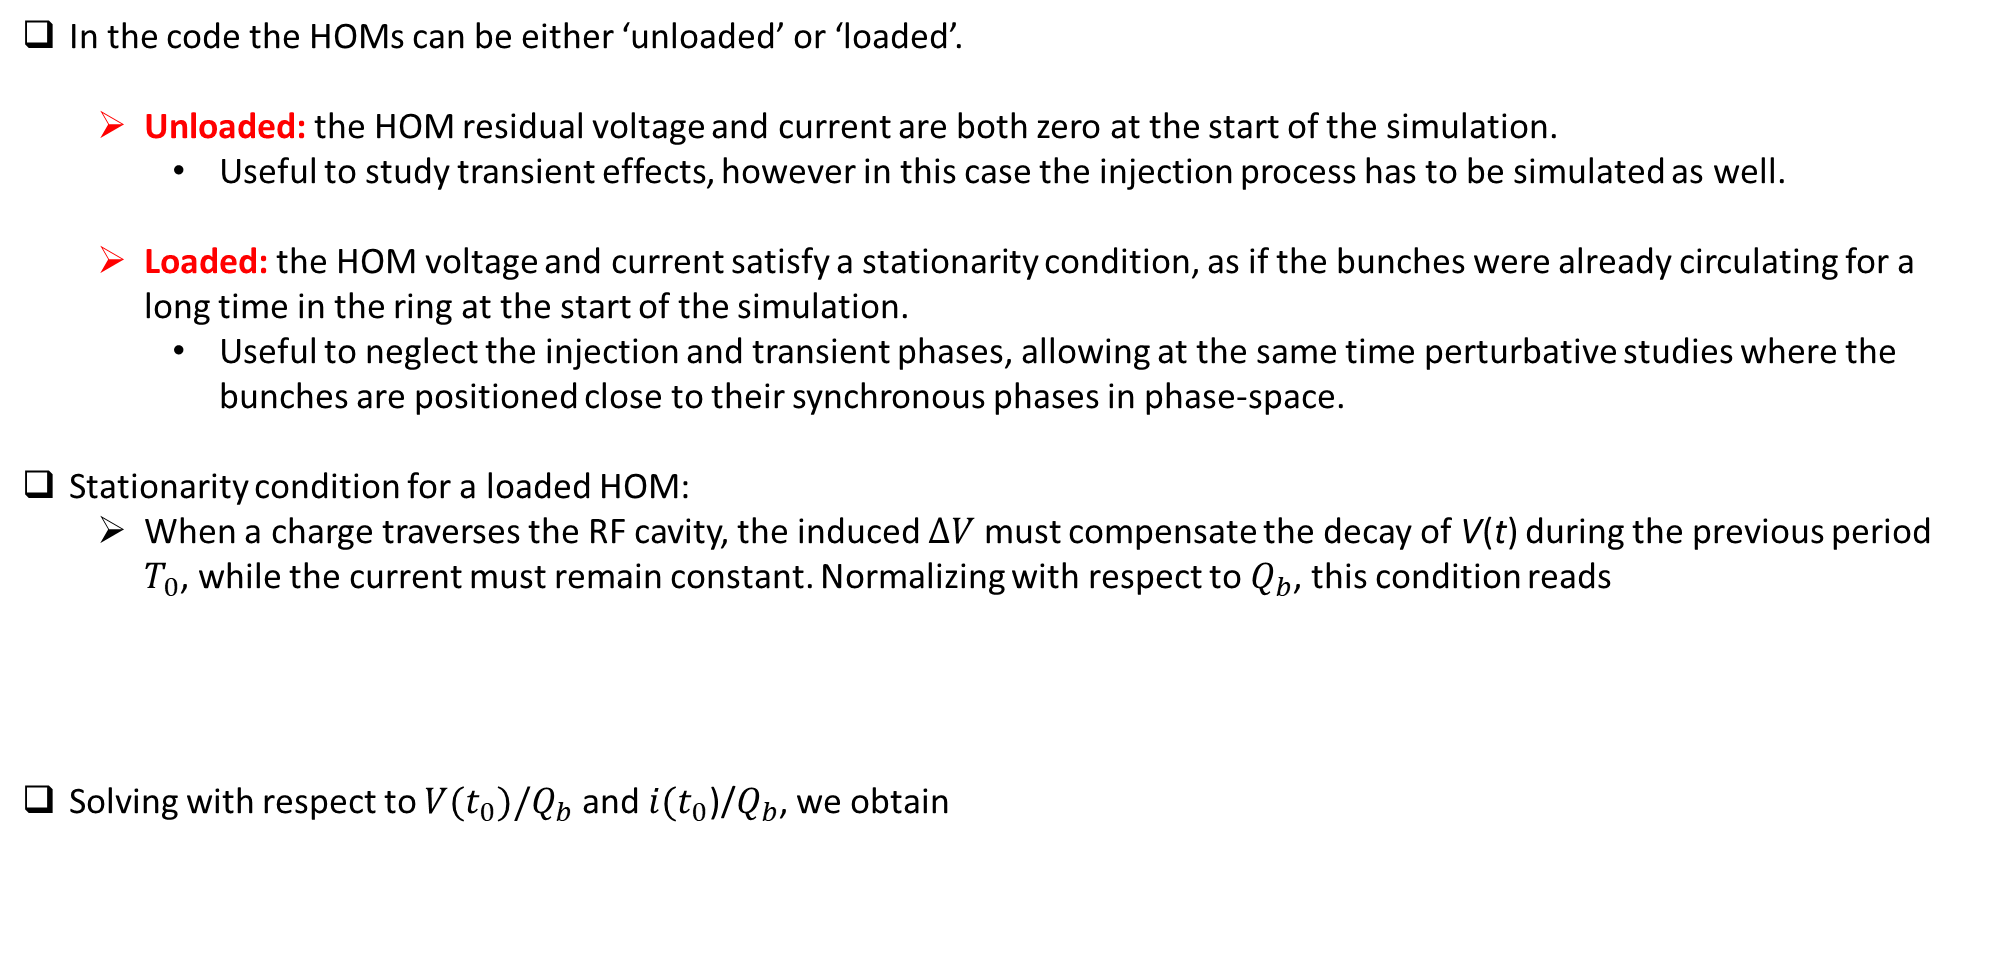 ❑ In the code the HOMs can be either ‘unloaded’ or ‘loaded’.
➢ Unloaded: the HOM residual voltage and current are both zero at the start of the simulation.
• Useful to study transient effects, however in this case the injection process has to be simulated as well.
➢ Loaded: the HOM voltage and current satisfy a stationarity condition, as if the bunches were already circulating for a
long time in the ring at the start of the simulation.
• Useful to neglect the injection and transient phases, allowing at the same time perturbative studies where the
bunches are positioned close to their synchronous phases in phase-space.
❑ Stationarity condition for a loaded HOM:
➢ When a charge traverses the RF cavity, the induced ΔV must compensate the decay of V(t) during the previous period
T₀, while the current must remain constant. Normalizing with respect to Q_b, this condition reads
❑ Solving with respect to V(t₀)/Q_b and i(t₀)/Q_b, we obtain